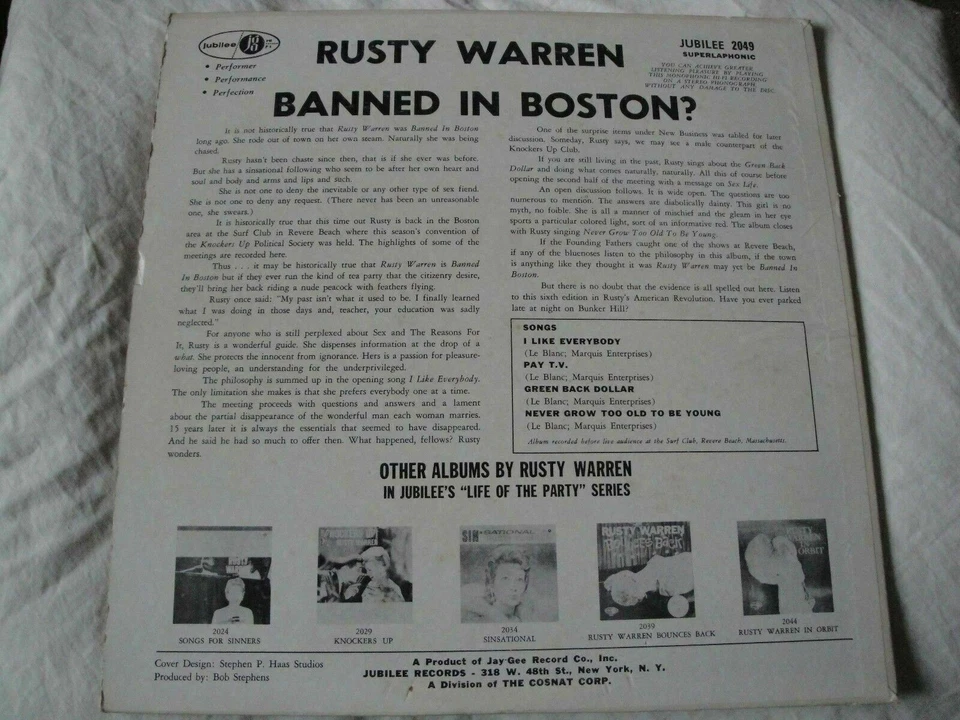 jubilee
• Performer
• Performance
• Perfection
RUSTY WARREN
BANNED IN BOSTON?
JUBILEE 2049
SUPERLAPHONIC
YOU CAN ACHIEVE GREATER
LISTENING PLEASURE BY PLAYING
THIS MONOPHONIC HI-FI RECORDING
ON A STEREO PHONOGRAPH
WITHOUT ANY DAMAGE TO THE DISC
It is not historically true that Rusty Warren was Banned In Boston
long ago. She rode out of town on her own steam. Naturally she was being
chased.
Rusty hasn't been chaste since then, that is if she ever was before.
But she has a sinsational following who seem to be after her own heart and
soul and body and arms and lips and such.
She is not one to deny the inevitable or any other type of sex fiend.
She is not one to deny any request. (There never has been an unreasonable
one, she swears.)
It is historically true that this time out Rusty is back in the Boston
area at the Surf Club in Revere Beach where this season's convention of
the Knockers Up Political Society was held. The highlights of some of the
meetings are recorded here.
Thus . . . it may be historically true that Rusty Warren is Banned
In Boston but if they ever run the kind of tea party that the citizenty desire,
they'll bring her back riding a nude peacock with feathers flying.
Rusty once said: "My past isn't what it used to be. I finally learned
what I was doing in those days and, teacher, your education was sadly
neglected."
For anyone who is still perplexed about Sex and The Reasons For
It, Rusty is a wonderful guide. She dispenses information at the drop of a
what. She protects the innocent from ignorance. Hers is a passion for pleasure-
loving people, an understanding for the underprivileged.
The philosophy is summed up in the opening song I Like Everybody.
The only limitation she makes is that she prefers everybody one at a time.
The meeting proceeds with questions and answers and a lament
about the partial disappearance of the wonderful man each woman marries.
15 years later it is always the essentials that seemed to have disappeared.
And he said he had so much to offer then. What happened, fellows? Rusty
wonders.
One of the surprise items under New Business was tabled for later
discussion. Someday, Rusty says, we may see a male counterpart of the
Knockers Up Club.
If you are still living in the past, Rusty sings about the Green Back
Dollar and doing what comes naturally, naturally. All this of course before
opening the second half of the meeting with a message on Sex Life.
An open discussion follows. It is wide open. The questions are too
numerous to mention. The answers are diabolically dainty. This girl is no
myth, no foible. She is all a manner of mischief and the gleam in her eye
sports a particular colored light, sort of an informative red. The album closes
with Rusty singing Never Grow Too Old To Be Young.
If the Founding Fathers caught one of the shows at Revere Beach,
if any of the bluenoses listen to the philosophy in this album, if the town
is anything like they thought it was Rusty Warren may yet be Banned In
Boston.
But there is no doubt that the evidence is all spelled out here. Listen
to this sixth edition in Rusty's American Revolution. Have you ever parked
late at night on Bunker Hill?
SONGS
I LIKE EVERYBODY
(Le Blanc; Marquis Enterprises)
PAY T.V.
(Le Blanc; Marquis Enterprises)
GREEN BACK DOLLAR
(Le Blanc; Marquis Enterprises)
NEVER GROW TOO OLD TO BE YOUNG
(Le Blanc; Marquis Enterprises)
Album recorded before live audience at the Surf Club, Revere Beach, Massachusetts.
OTHER ALBUMS BY RUSTY WARREN
IN JUBILEE'S "LIFE OF THE PARTY" SERIES
SIN-SATIONAL
RUSTY WARREN
BOUNCES BACK
RUSTY
WARREN
IN
ORBIT
2024
SONGS FOR SINNERS
2029
KNOCKERS UP
2034
SINSATIONAL
2039
RUSTY WARREN BOUNCES BACK
2044
RUSTY WARREN IN ORBIT
Cover Design: Stephen P. Haas Studios
Produced by: Bob Stephens
A Product of Jay-Gee Record Co., Inc.
JUBILEE RECORDS - 318 W. 48th St., New York, N. Y.
A Division of THE COSNAT CORP.